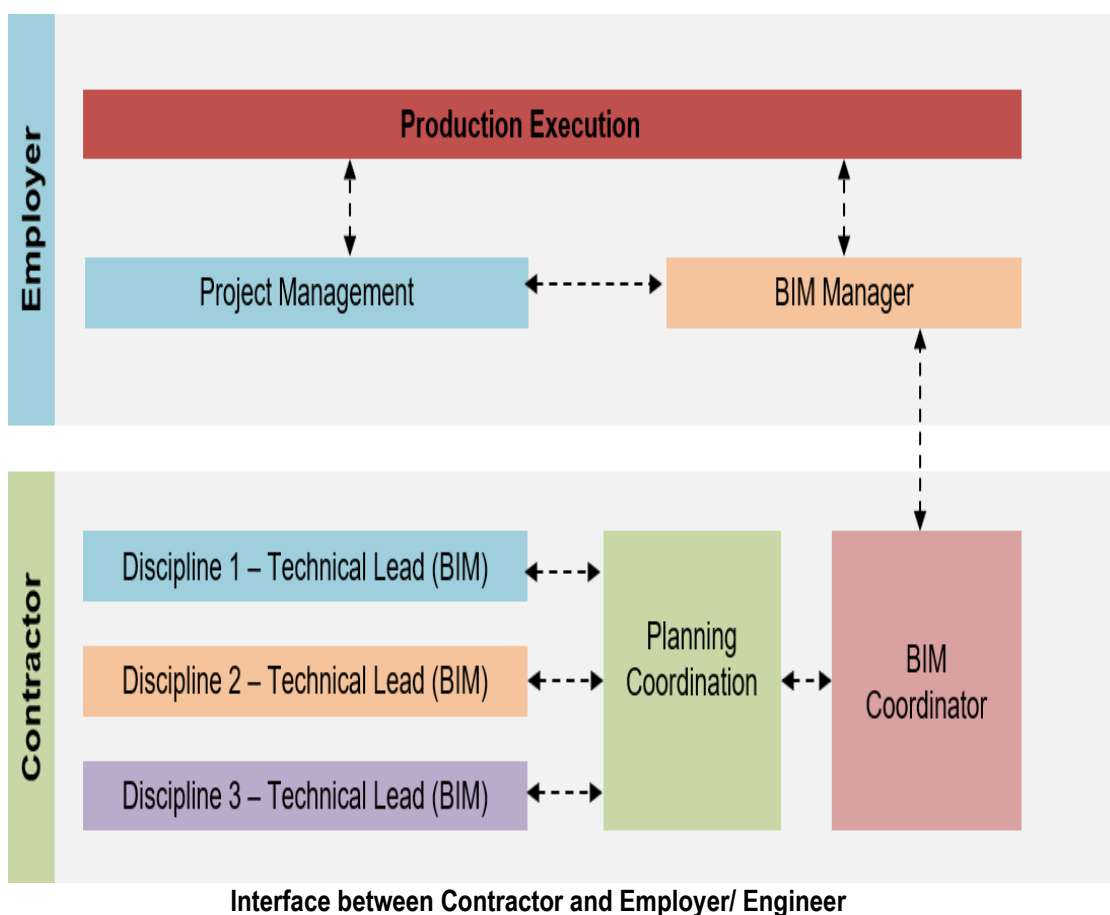 Employer
Production Execution
Project Management
BIM Manager
Contractor
Discipline 1 – Technical Lead (BIM)
Discipline 2 – Technical Lead (BIM)
Discipline 3 – Technical Lead (BIM)
Planning
Coordination
BIM
Coordinator
Interface between Contractor and Employer/ Engineer